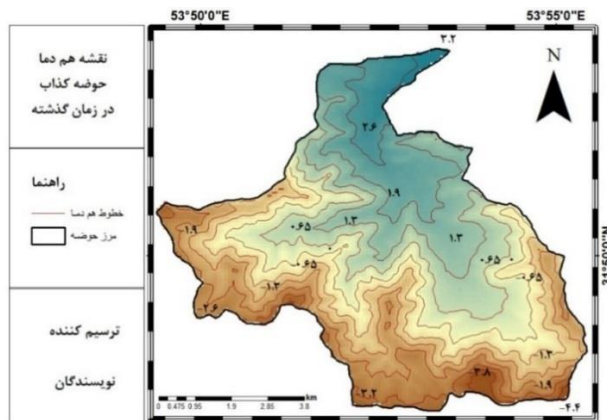 53°50'0"E
53°55'0"E
نقشه هم دما
حوضه کذاب
در زمان گذشته
راهنما
خطوط هم دما
مرز حوضه
ترسیم کننده
نویسندگان
N
۳.۲
۲.۶
۱.۹
۱.۳
۱.۳
۰.۶۵
۰.۶۵
-۰.۶۵
-۰.۶۵
-۱.۹
-۱.۳
-۲.۶
-۱.۳
-۳.۲
-۳.۸
-۱.۹
-۴.۴
0 0.475 0.95 1.9 2.85 3.8
km